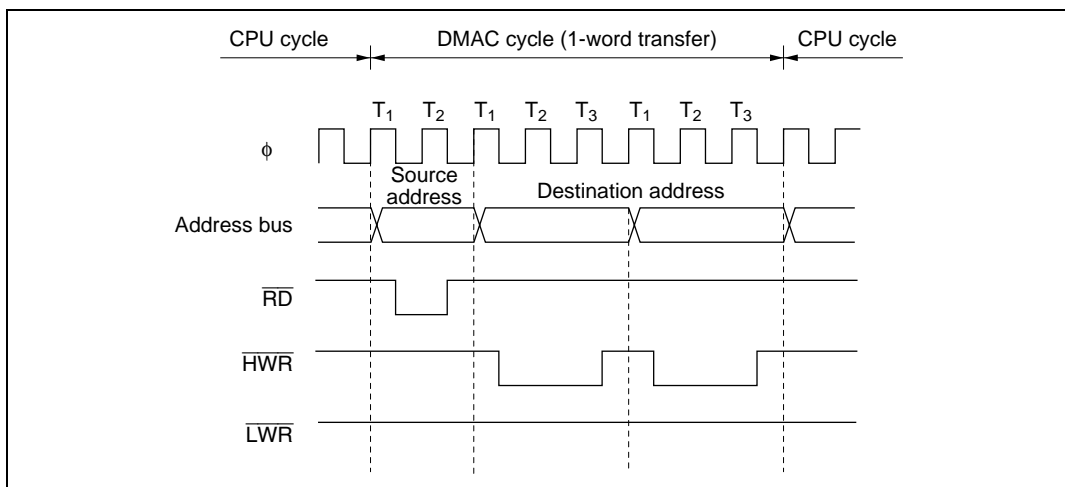 CPU cycle DMAC cycle (1-word transfer) CPU cycle
T1 T2 T1 T2 T3 T1 T2 T3
ϕ
Source
address Destination address
Address bus
RD
HWR
LWR